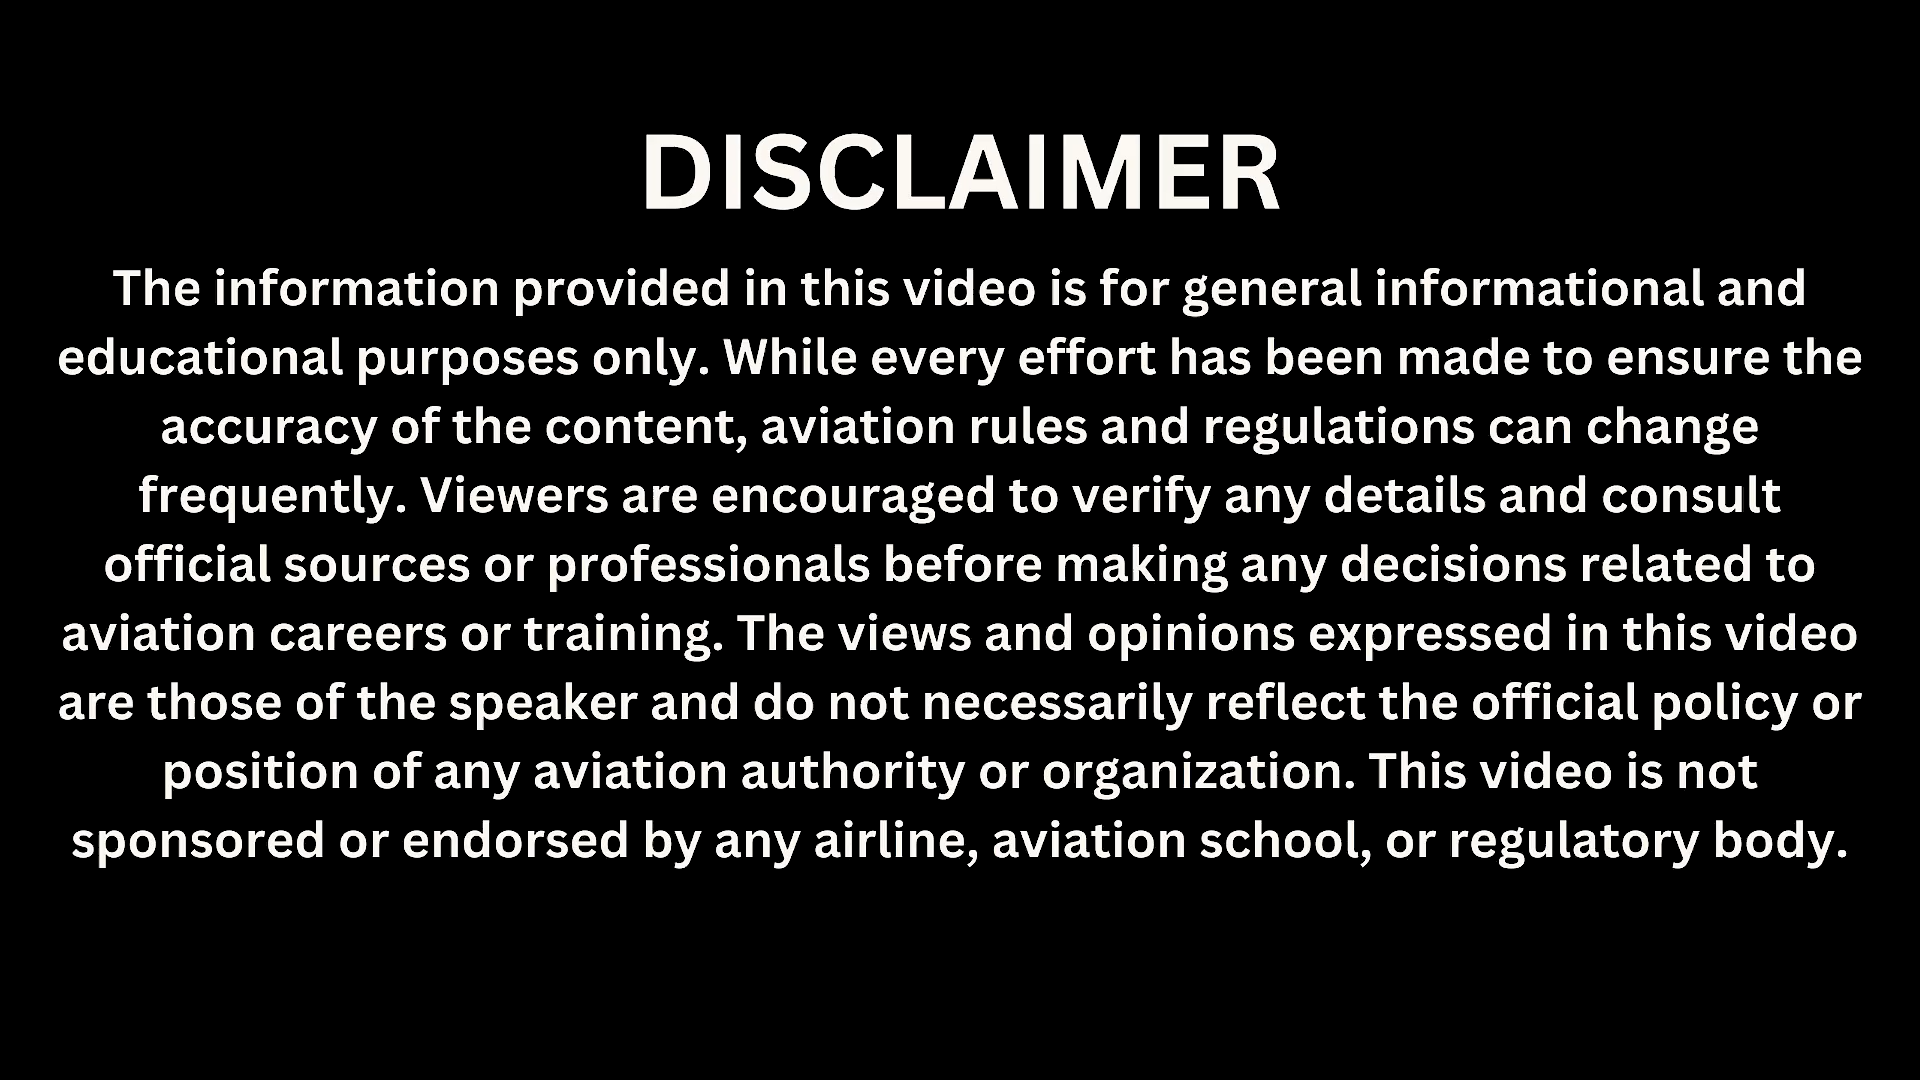 DISCLAIMER
The information provided in this video is for general informational and
educational purposes only. While every effort has been made to ensure the
accuracy of the content, aviation rules and regulations can change
frequently. Viewers are encouraged to verify any details and consult
official sources or professionals before making any decisions related to
aviation careers or training. The views and opinions expressed in this video
are those of the speaker and do not necessarily reflect the official policy or
position of any aviation authority or organization. This video is not
sponsored or endorsed by any airline, aviation school, or regulatory body.